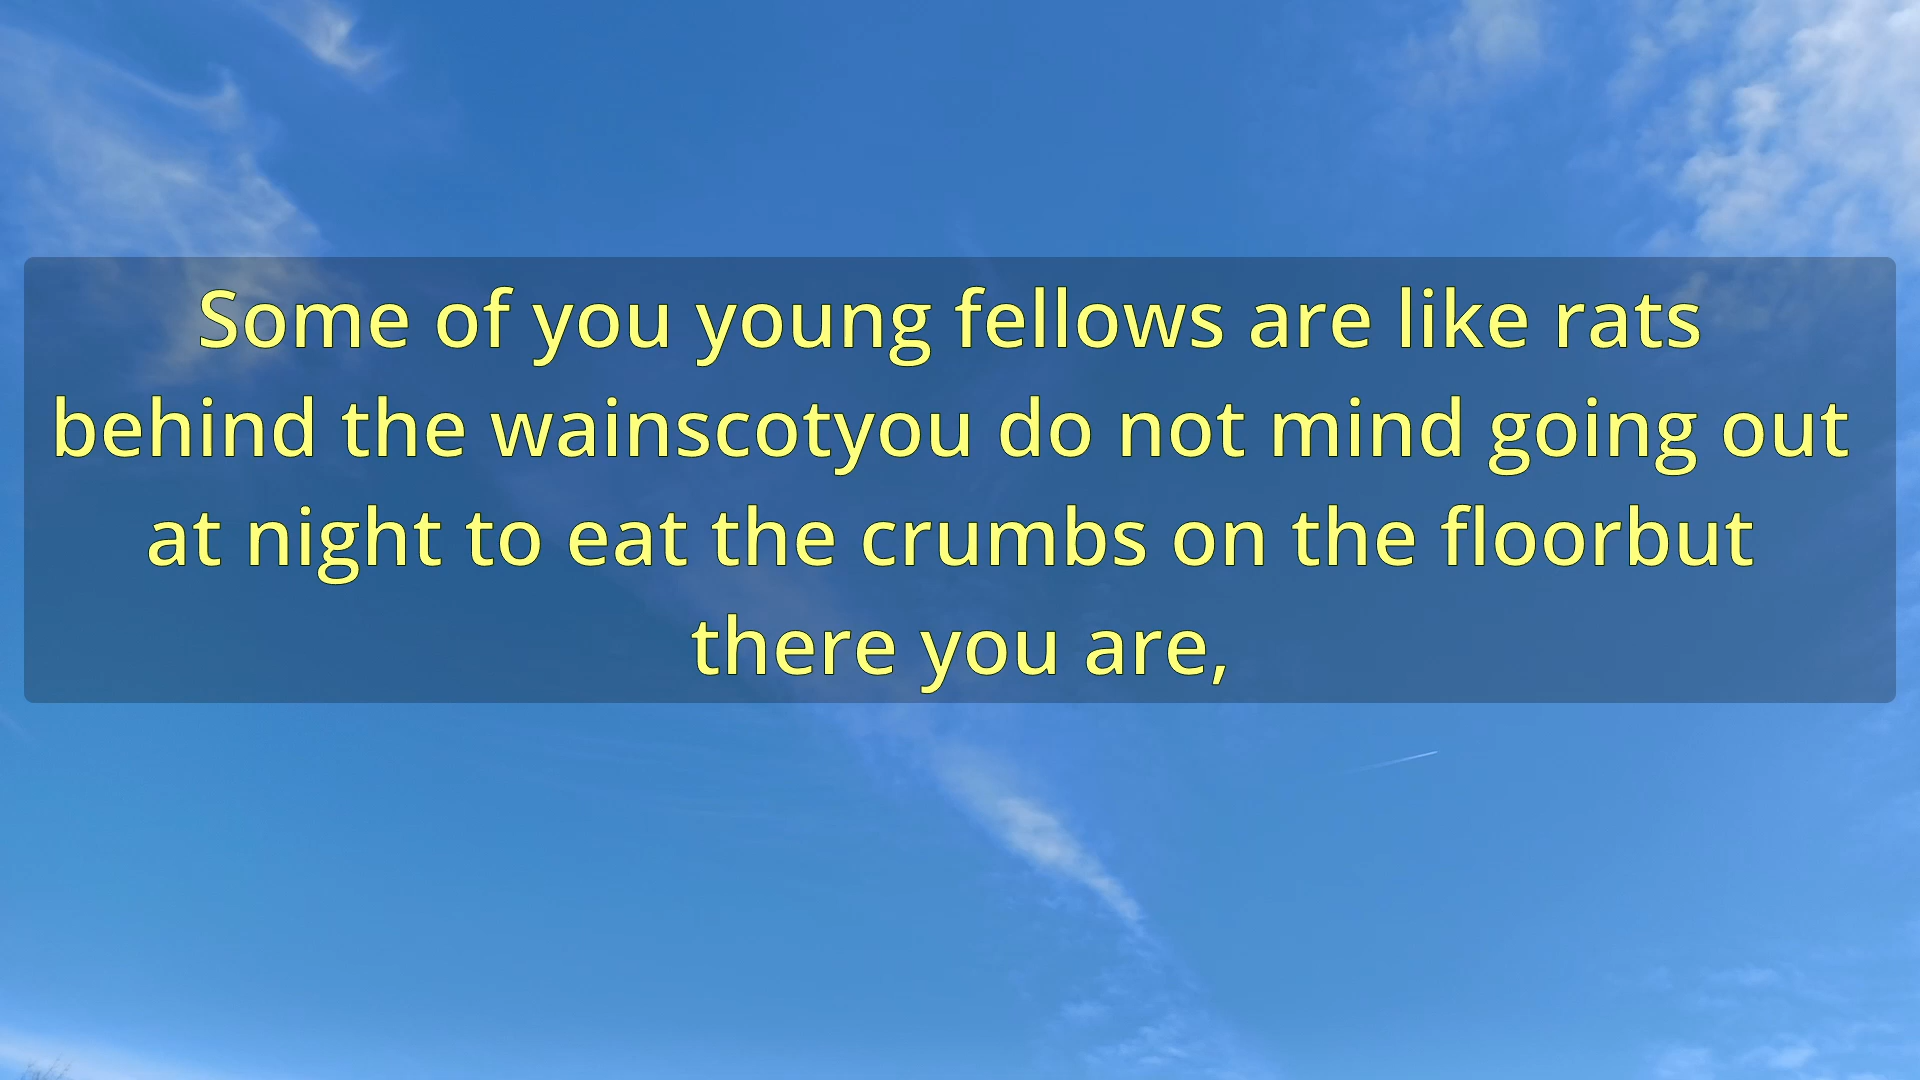 Some of you young fellows are like rats
behind the wainscotyou do not mind going out
at night to eat the crumbs on the floorbut
there you are,